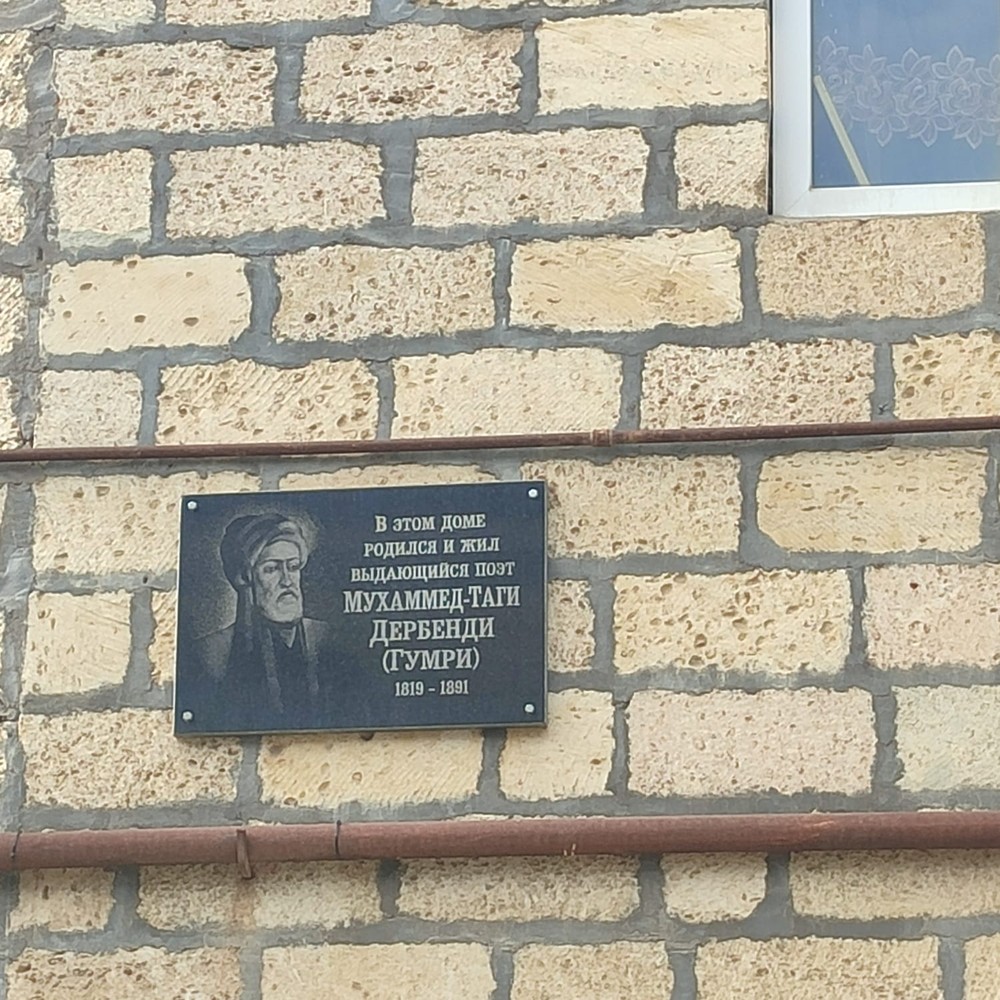 В этом доме
родился и жил
выдающийся поэт
Мухаммед-Таги
Дербенди
(Гумри)
1819 - 1891